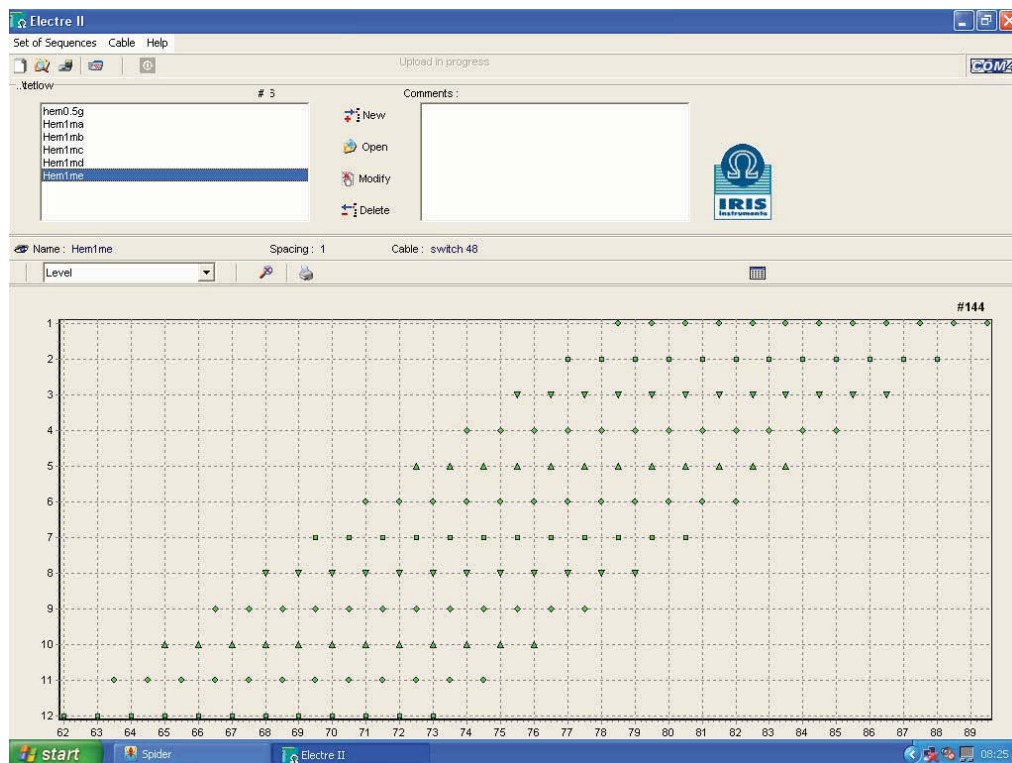 Electre II
Set of Sequences Cable Help
Upload in progress
COM4
..\tetlow
# 6
Comments :
hem0.5g
Hem1ma
Hem1mb
Hem1mc
Hem1md
Hem1me
New
Open
Modify
Delete
IRIS
Instruments
Name : Hem1me Spacing : 1 Cable : switch 48
Level
#144
1
2
3
4
5
6
7
8
9
10
11
12
62 63 64 65 66 67 68 69 70 71 72 73 74 75 76 77 78 79 80 81 82 83 84 85 86 87 88 89
start Spider Electre II 08:25